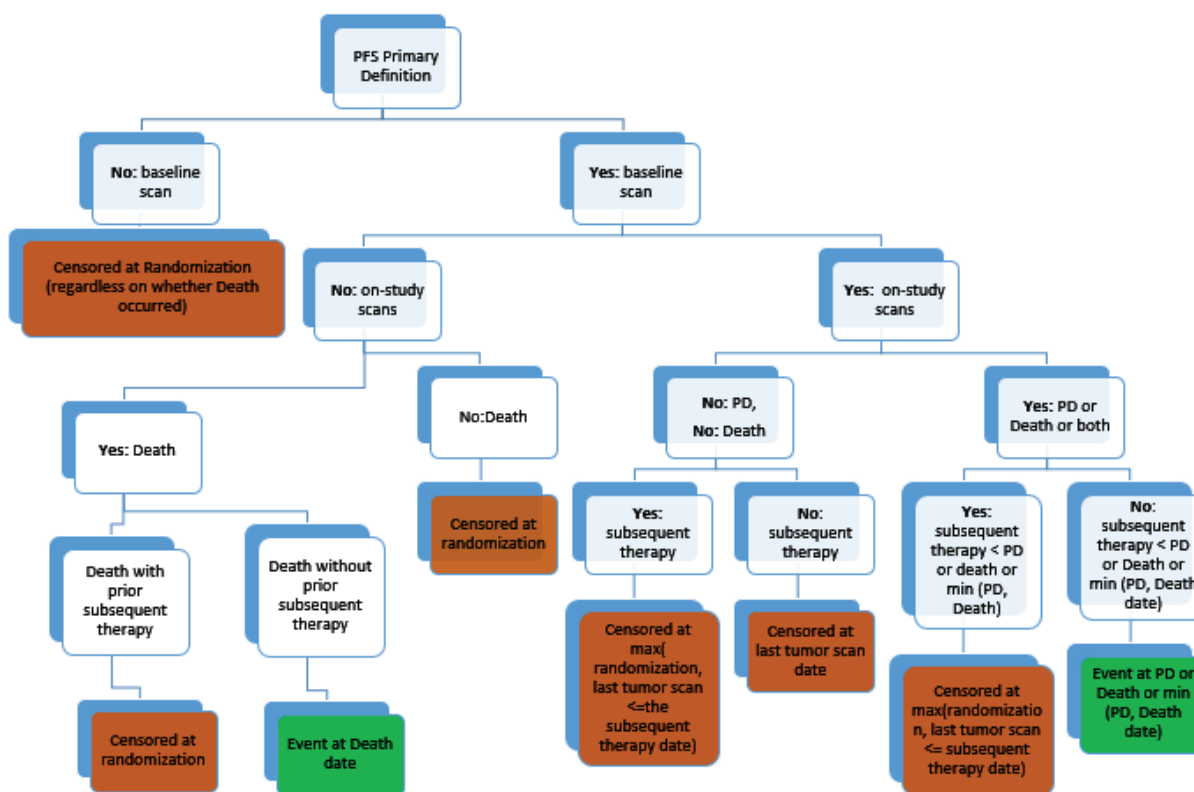 PFS Primary
Definition
No: baseline
scan
Yes: baseline
scan
Censored at Randomization
(regardless on whether Death
occurred)
No: on-study
scans
Yes:  on-study
scans
Yes: Death
No:Death
No: PD,
No: Death
Yes: PD or
Death or both
Death with
prior
subsequent
therapy
Death without
prior
subsequent
therapy
Censored at
randomization
Yes:
subsequent
therapy
No:
subsequent
therapy
Yes:
subsequent
therapy < PD
or death or
min (PD,
Death)
No:
subsequent
therapy < PD
or Death or
min (PD, Death
date)
Censored at
randomization
Event at Death
date
Censored at
max(
randomization,
last tumor scan
<=the
subsequent
therapy date)
Censored at
last tumor scan
date
Censored at
max(randomizatio
n, last tumor scan
<= subsequent
therapy date)
Event at PD or
Death or min
(PD, Death
date)